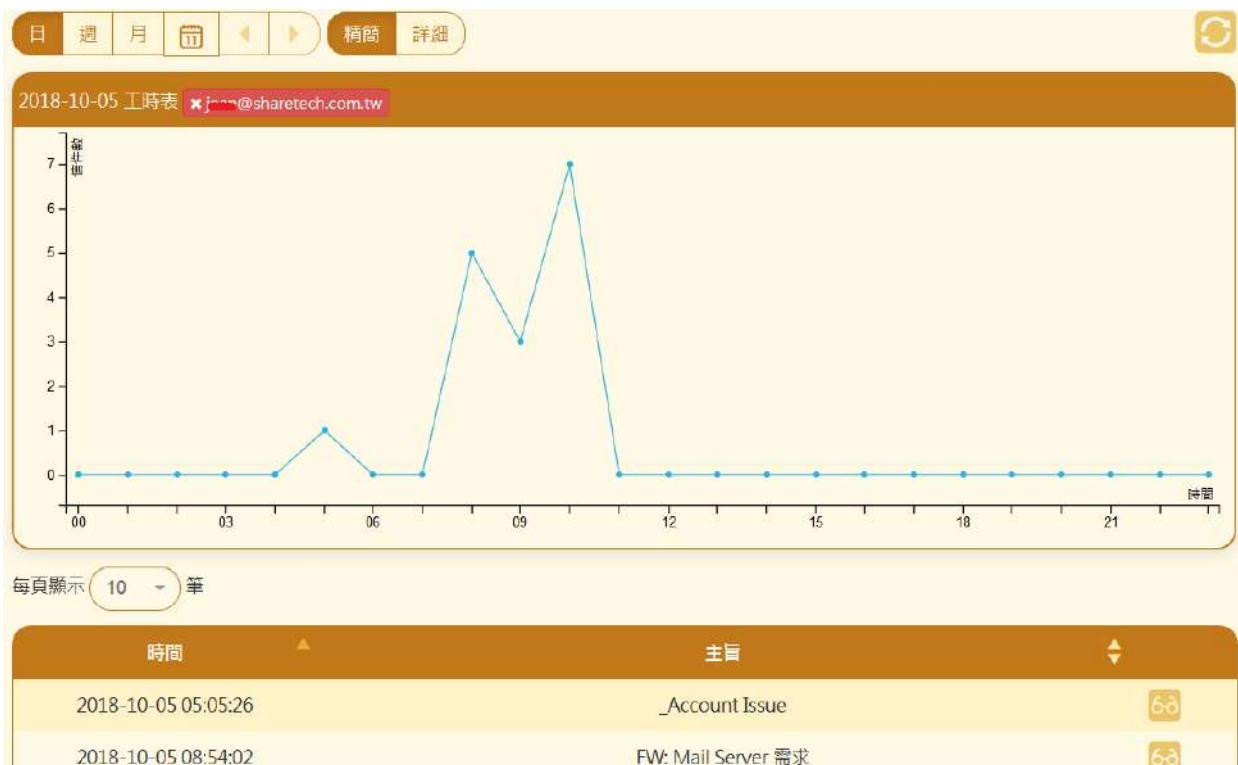 日 週 月 11 精簡 詳細
2018-10-05 工時表 ✖ @sharetech.com.tw
信件數
7
6
5
4
3
2
1
0
時間
00 03 06 09 12 15 18 21
每頁顯示 10 筆
時間 主旨
2018-10-05 05:05:26 _Account Issue
2018-10-05 08:54:02 FW: Mail Server 需求